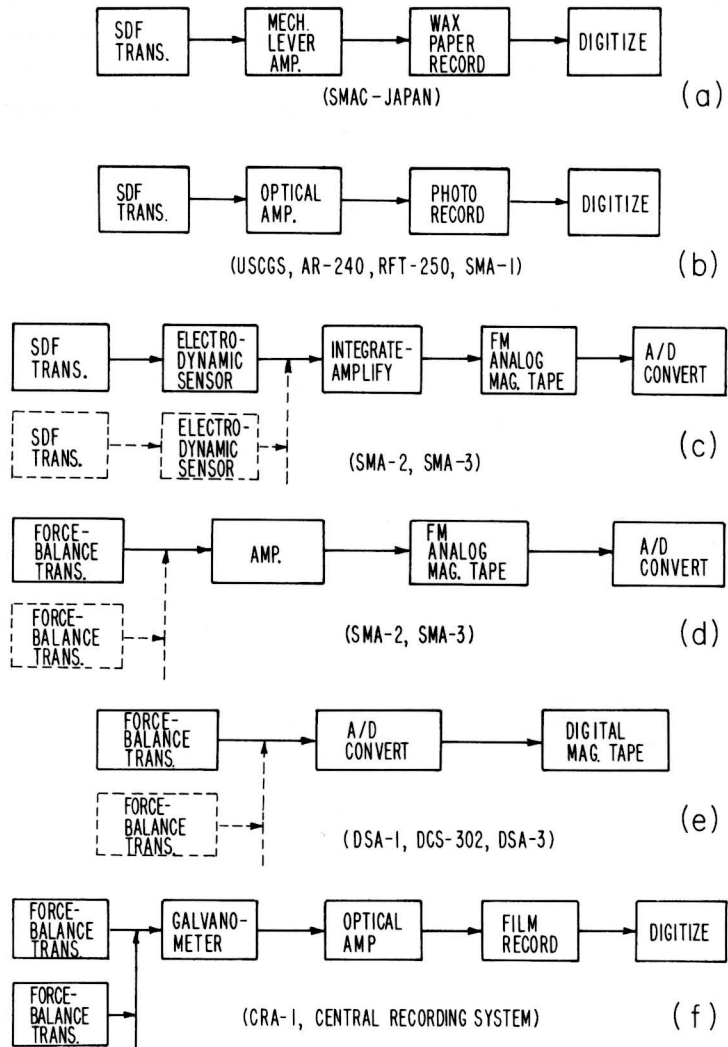 SDF TRANS.
MECH. LEVER AMP.
WAX PAPER RECORD
DIGITIZE
(SMAC-JAPAN)
(a)
SDF TRANS.
OPTICAL AMP.
PHOTO RECORD
DIGITIZE
(USCGS, AR-240, RFT-250, SMA-1)
(b)
SDF TRANS.
ELECTRO-DYNAMIC SENSOR
INTEGRATE-AMPLIFY
FM ANALOG MAG. TAPE
A/D CONVERT
SDF TRANS.
ELECTRO-DYNAMIC SENSOR
(SMA-2, SMA-3)
(c)
FORCE-BALANCE TRANS.
AMP.
FM ANALOG MAG. TAPE
A/D CONVERT
FORCE-BALANCE TRANS.
(SMA-2, SMA-3)
(d)
FORCE-BALANCE TRANS.
A/D CONVERT
DIGITAL MAG. TAPE
FORCE-BALANCE TRANS.
(DSA-1, DCS-302, DSA-3)
(e)
FORCE-BALANCE TRANS.
GALVANO-METER
OPTICAL AMP
FILM RECORD
DIGITIZE
FORCE-BALANCE TRANS.
(CRA-1, CENTRAL RECORDING SYSTEM)
(f)